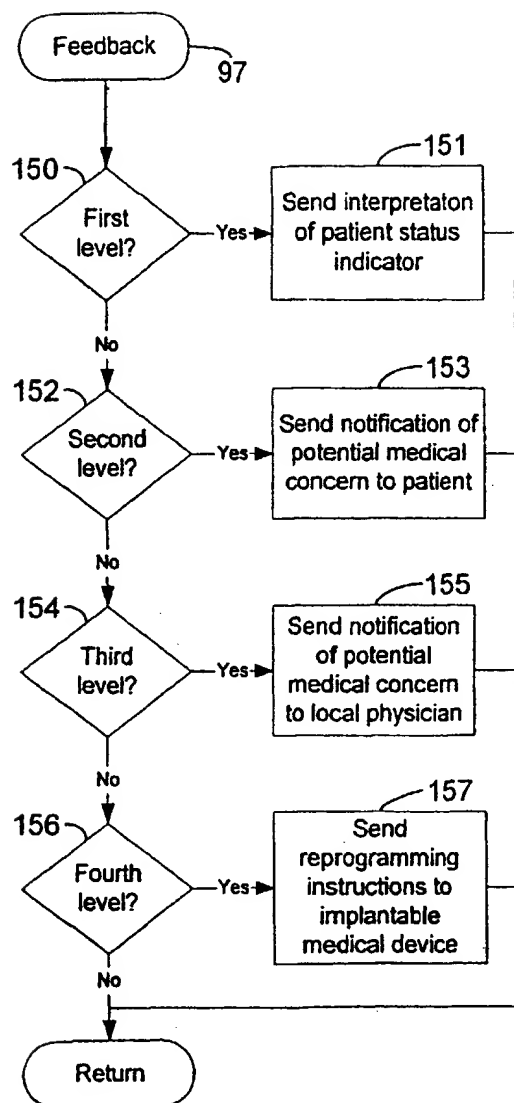 Feedback
97
150
First
level?
Yes
151
Send interpretaton
of patient status
indicator
No
152
Second
level?
Yes
153
Send notification of
potential medical
concern to patient
No
154
Third
level?
Yes
155
Send notification
of potential
medical concern
to local physician
No
156
Fourth
level?
Yes
157
Send
reprogramming
instructions to
implantable
medical device
No
Return